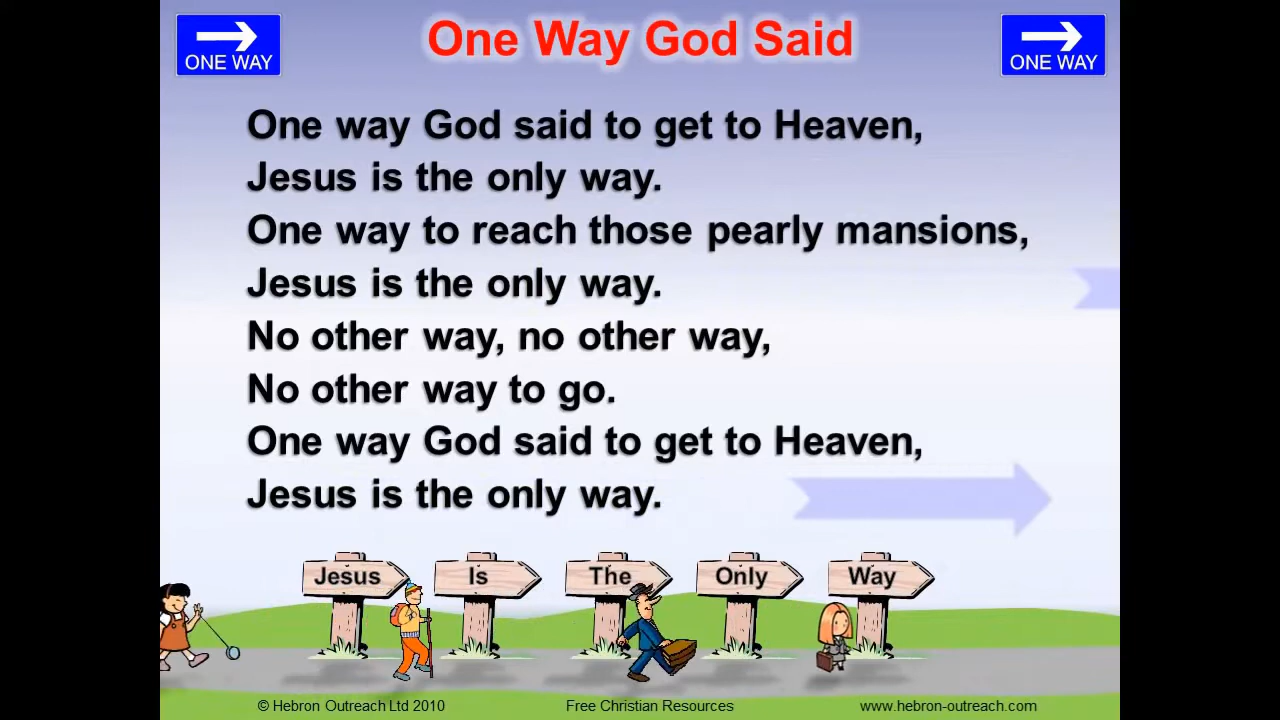 ONE WAY
One Way God Said
ONE WAY
One way God said to get to Heaven,
Jesus is the only way.
One way to reach those pearly mansions,
Jesus is the only way.
No other way, no other way,
No other way to go.
One way God said to get to Heaven,
Jesus is the only way.
Jesus Is The Only Way
© Hebron Outreach Ltd 2010 Free Christian Resources www.hebron-outreach.com